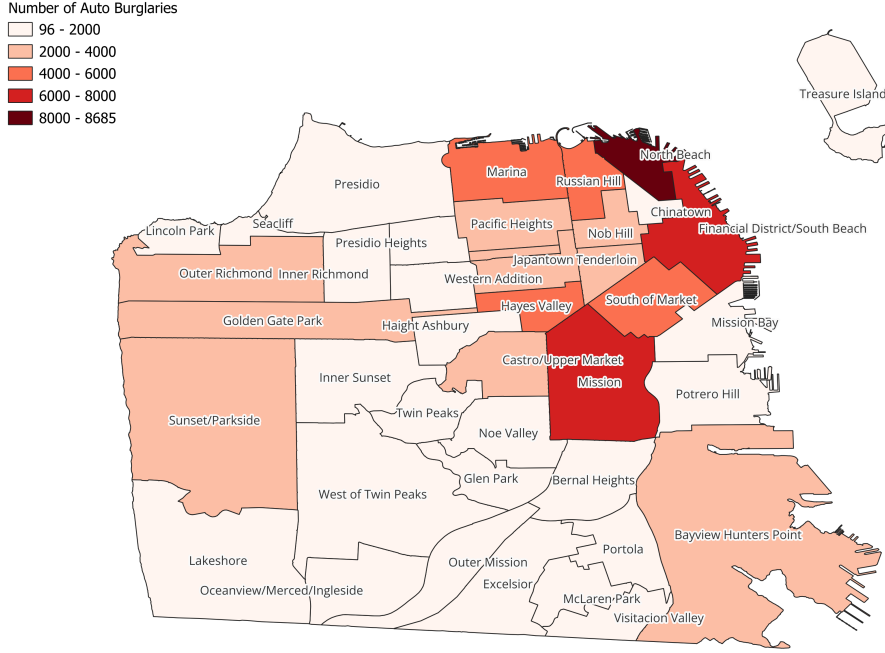 Number of Auto Burglaries
96 - 2000
2000 - 4000
4000 - 6000
6000 - 8000
8000 - 8685
Treasure Island
North Beach
Marina
Russian Hill
Presidio
Chinatown
Seacliff
Pacific Heights
Lincoln Park
Financial District/South Beach
Nob Hill
Presidio Heights
Japantown
Tenderloin
Outer Richmond
Inner Richmond
Western Addition
South of Market
Hayes Valley
Golden Gate Park
Mission Bay
Haight Ashbury
Castro/Upper Market
Inner Sunset
Mission
Potrero Hill
Twin Peaks
Sunset/Parkside
Noe Valley
Glen Park
Bernal Heights
West of Twin Peaks
Bayview Hunters Point
Portola
Lakeshore
Outer Mission
Excelsior
Oceanview/Merced/Ingleside
McLaren Park
Visitacion Valley